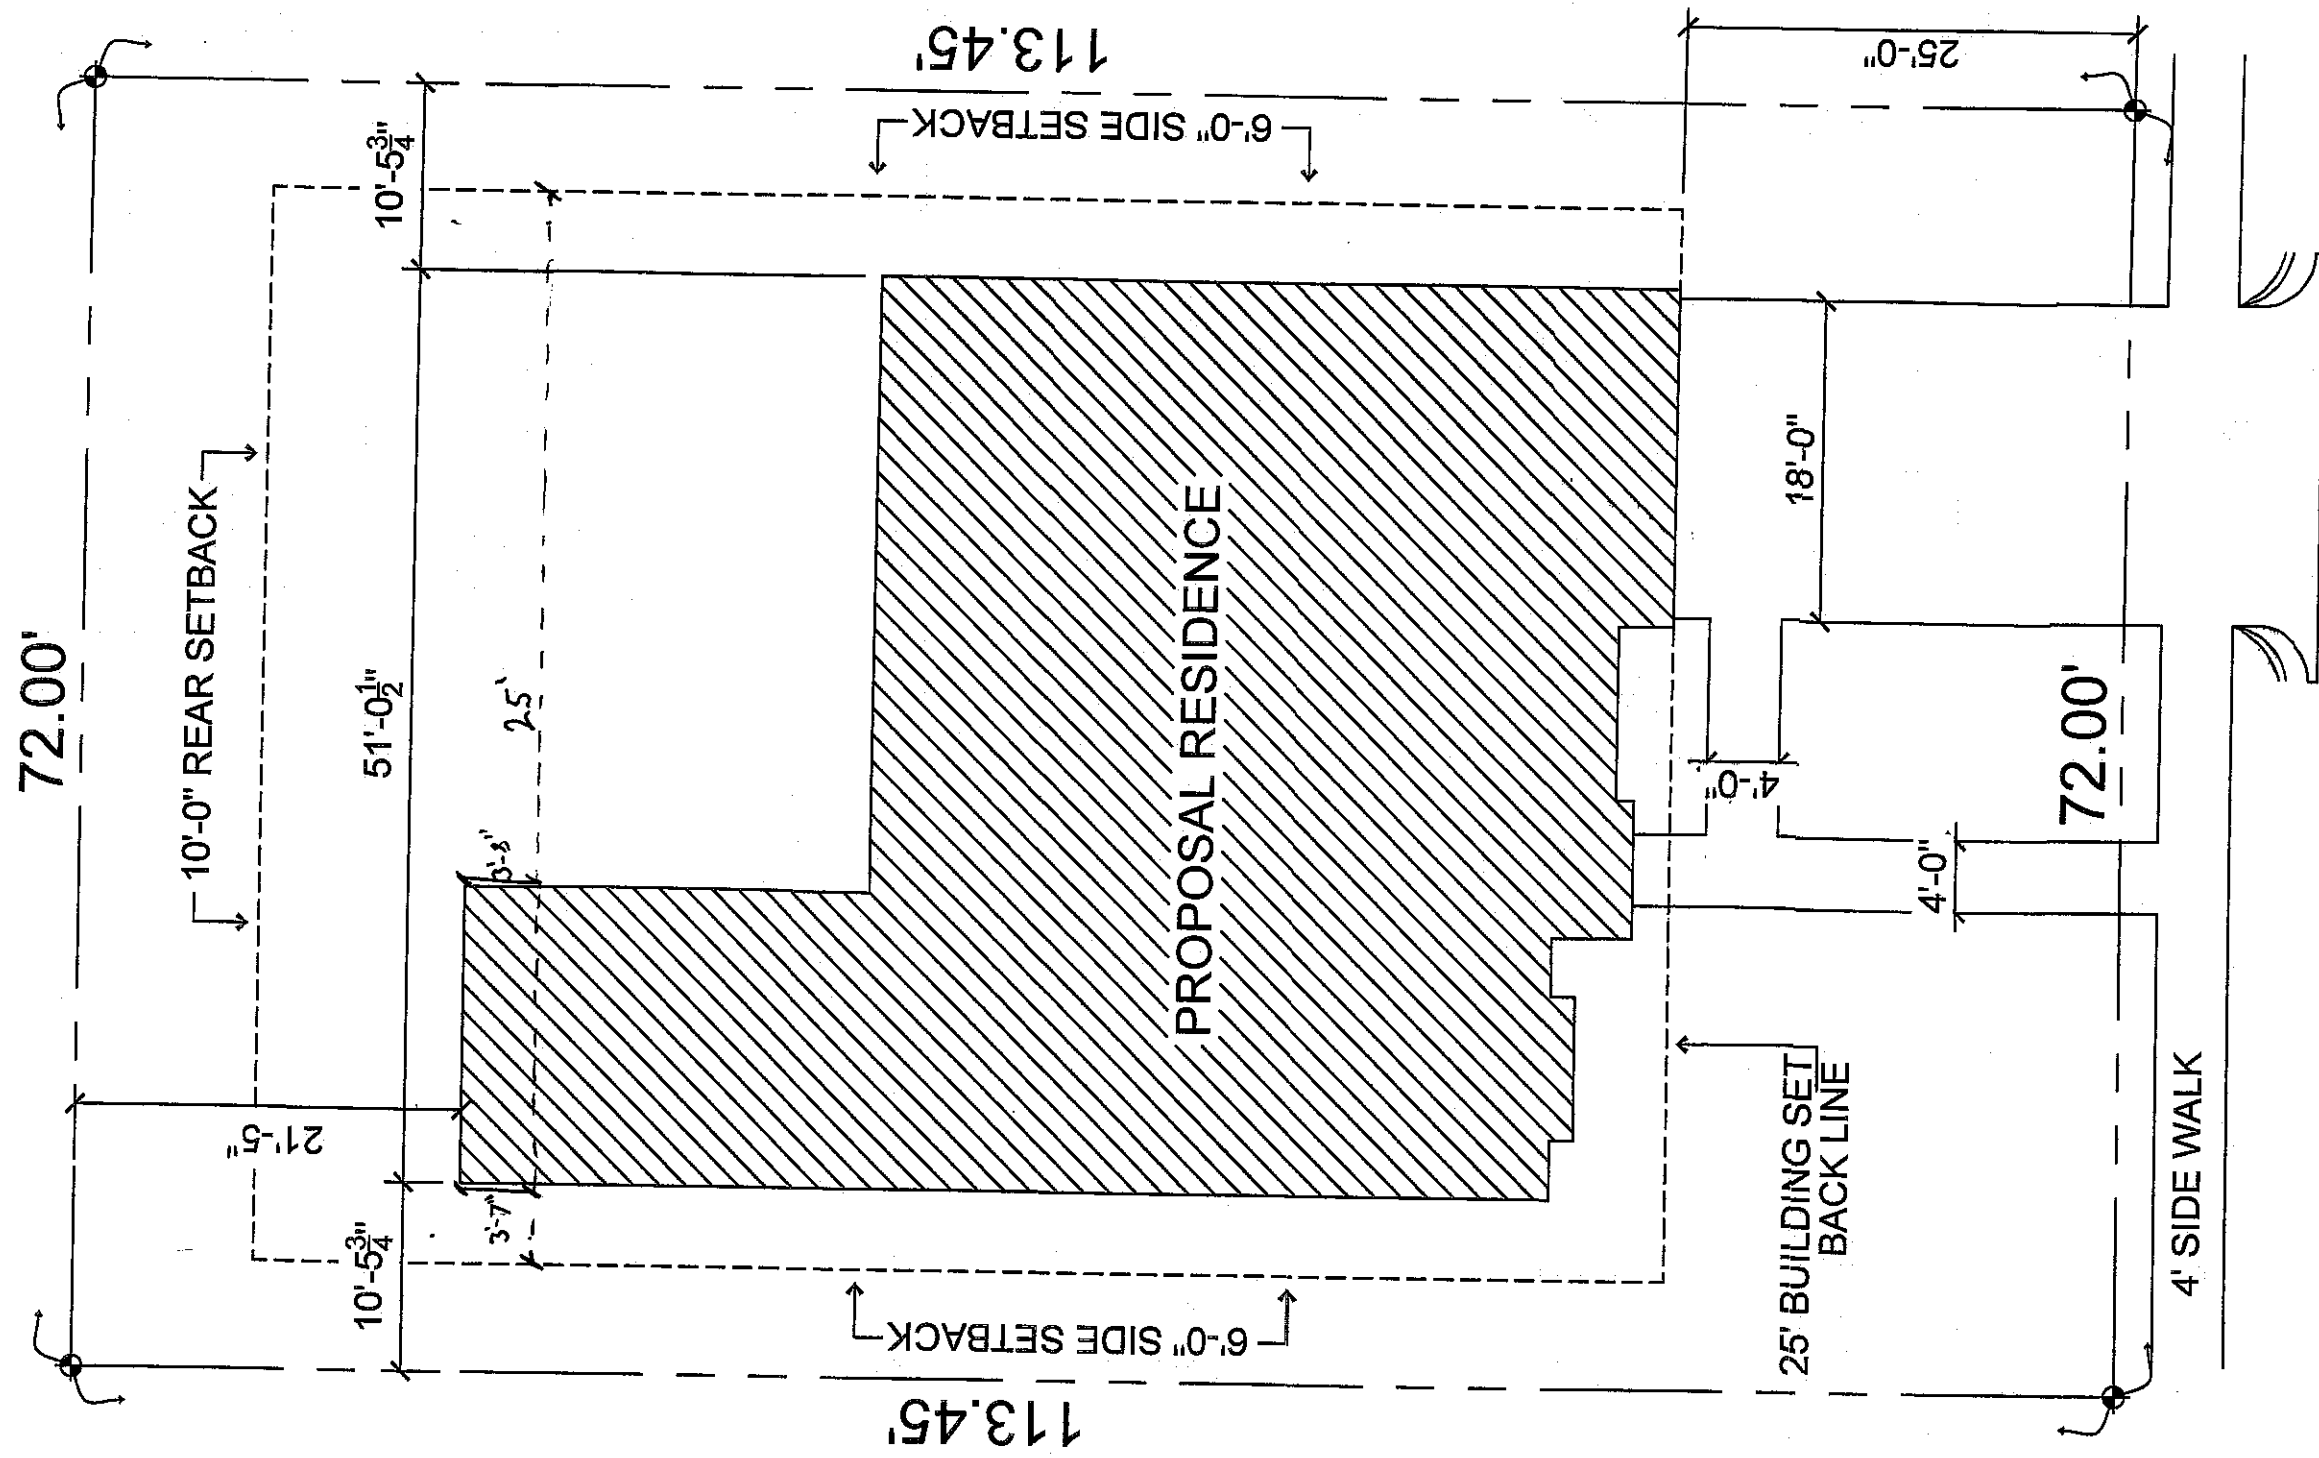 72.00'
10'-0" REAR SETBACK
10'-5 3/4"
51'-0 1/2"
10'-5 3/4"
21'-5"
25'
3'-8"
3'-7"
113.45'
6'-0" SIDE SETBACK
PROPOSAL RESIDENCE
6'-0" SIDE SETBACK
113.45'
25'-0"
18'-0"
4'-0"
4'-0"
25' BUILDING SET
BACK LINE
72.00'
4' SIDE WALK